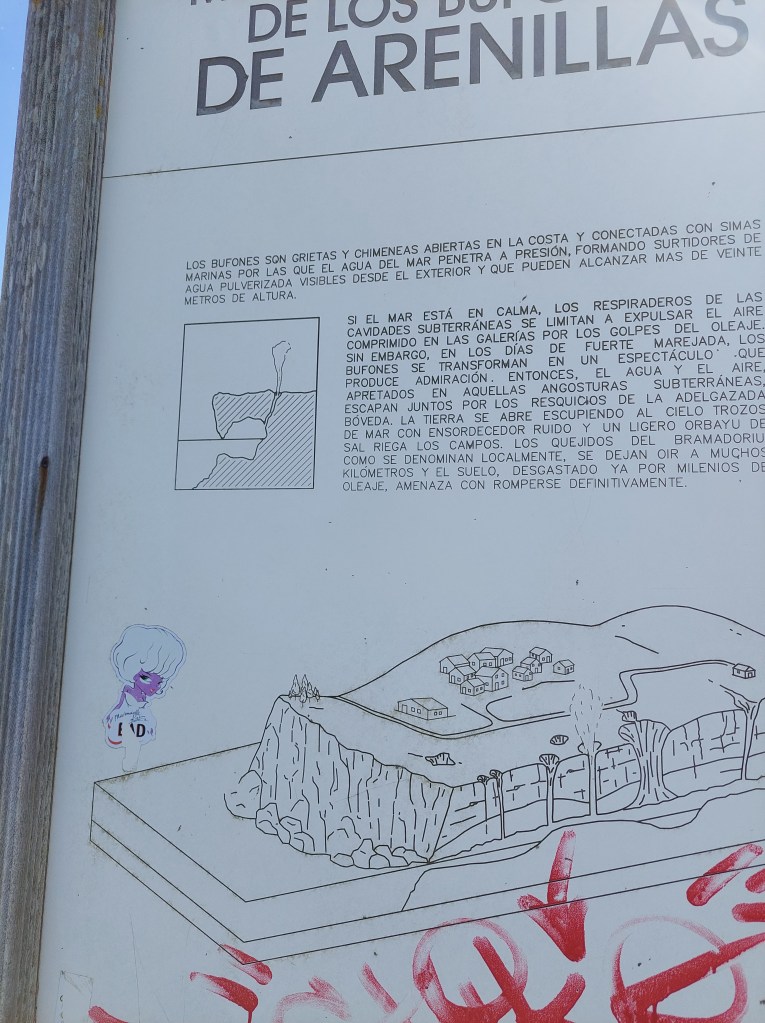 DE LOS
DE ARENILLAS
LOS BUFONES SON GRIETAS Y CHIMENEAS ABIERTAS EN LA COSTA Y CONECTADAS CON SIMAS
MARINAS POR LAS QUE EL AGUA DEL MAR PENETRA A PRESIÓN, FORMANDO SURTIDORES DE
AGUA PULVERIZADA VISIBLES DESDE EL EXTERIOR Y QUE PUEDEN ALCANZAR MAS DE VEINTE
METROS DE ALTURA.
SI EL MAR ESTÁ EN CALMA, LOS RESPIRADEROS DE LAS
CAVIDADES SUBTERRÁNEAS SE LIMITAN A EXPULSAR EL AIRE
COMPRIMIDO EN LAS GALERÍAS POR LOS GOLPES DEL OLEAJE.
SIN EMBARGO, EN LOS DÍAS DE FUERTE MAREJADA, LOS
BUFONES SE TRANSFORMAN EN UN ESPECTÁCULO QUE
PRODUCE ADMIRACIÓN. ENTONCES, EL AGUA Y EL AIRE,
APRETADOS EN AQUELLAS ANGOSTURAS SUBTERRÁNEAS,
ESCAPAN JUNTOS POR LOS RESQUICIOS DE LA ADELGAZADA
BÓVEDA. LA TIERRA SE ABRE ESCUPIENDO AL CIELO TROZOS
DE MAR CON ENSORDECEDOR RUIDO Y UN LIGERO ORBAYU DE
SAL RIEGA LOS CAMPOS. LOS QUEJIDOS DEL BRAMADORIU,
COMO SE DENOMINAN LOCALMENTE, SE DEJAN OIR A MUCHOS
KILÓMETROS Y EL SUELO, DESGASTADO YA POR MILENIOS DE
OLEAJE, AMENAZA CON ROMPERSE DEFINITIVAMENTE.